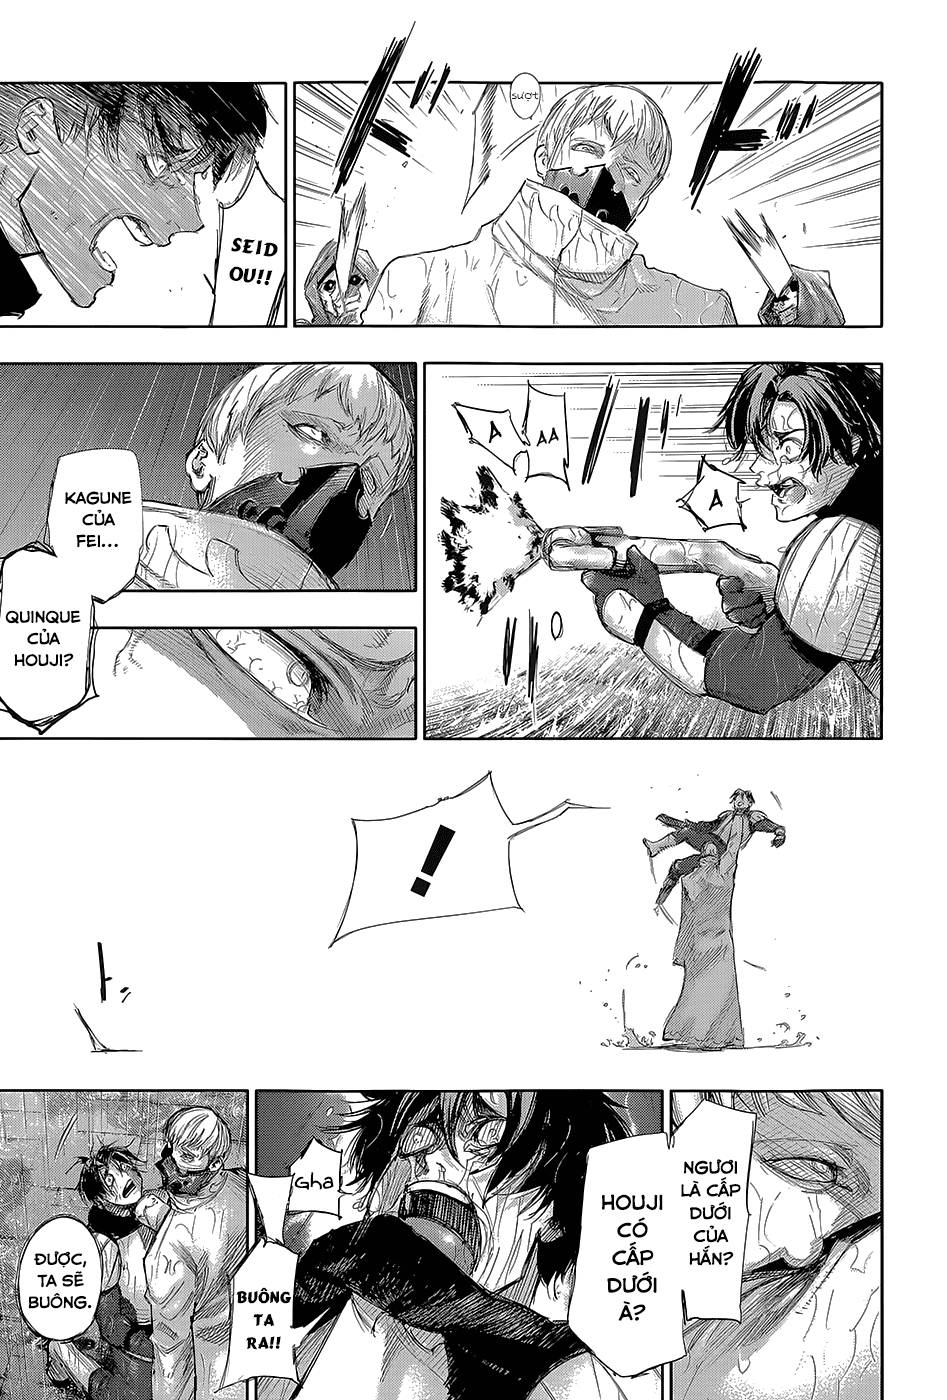 sượt
SEID
OU!!
A
AA
A
KAGUNE
CỦA
FEI...
QUINQUE
CỦA
HOUJI?
!
ト
NGƯƠI
LÀ CẤP
DƯỚI
CỦA
HẮN?
HOUJI
CÓ
CẤP
DƯỚI
À?
Gha
BUÔNG
TA
RA!!
ĐƯỢC,
TA SẼ
BUÔNG.